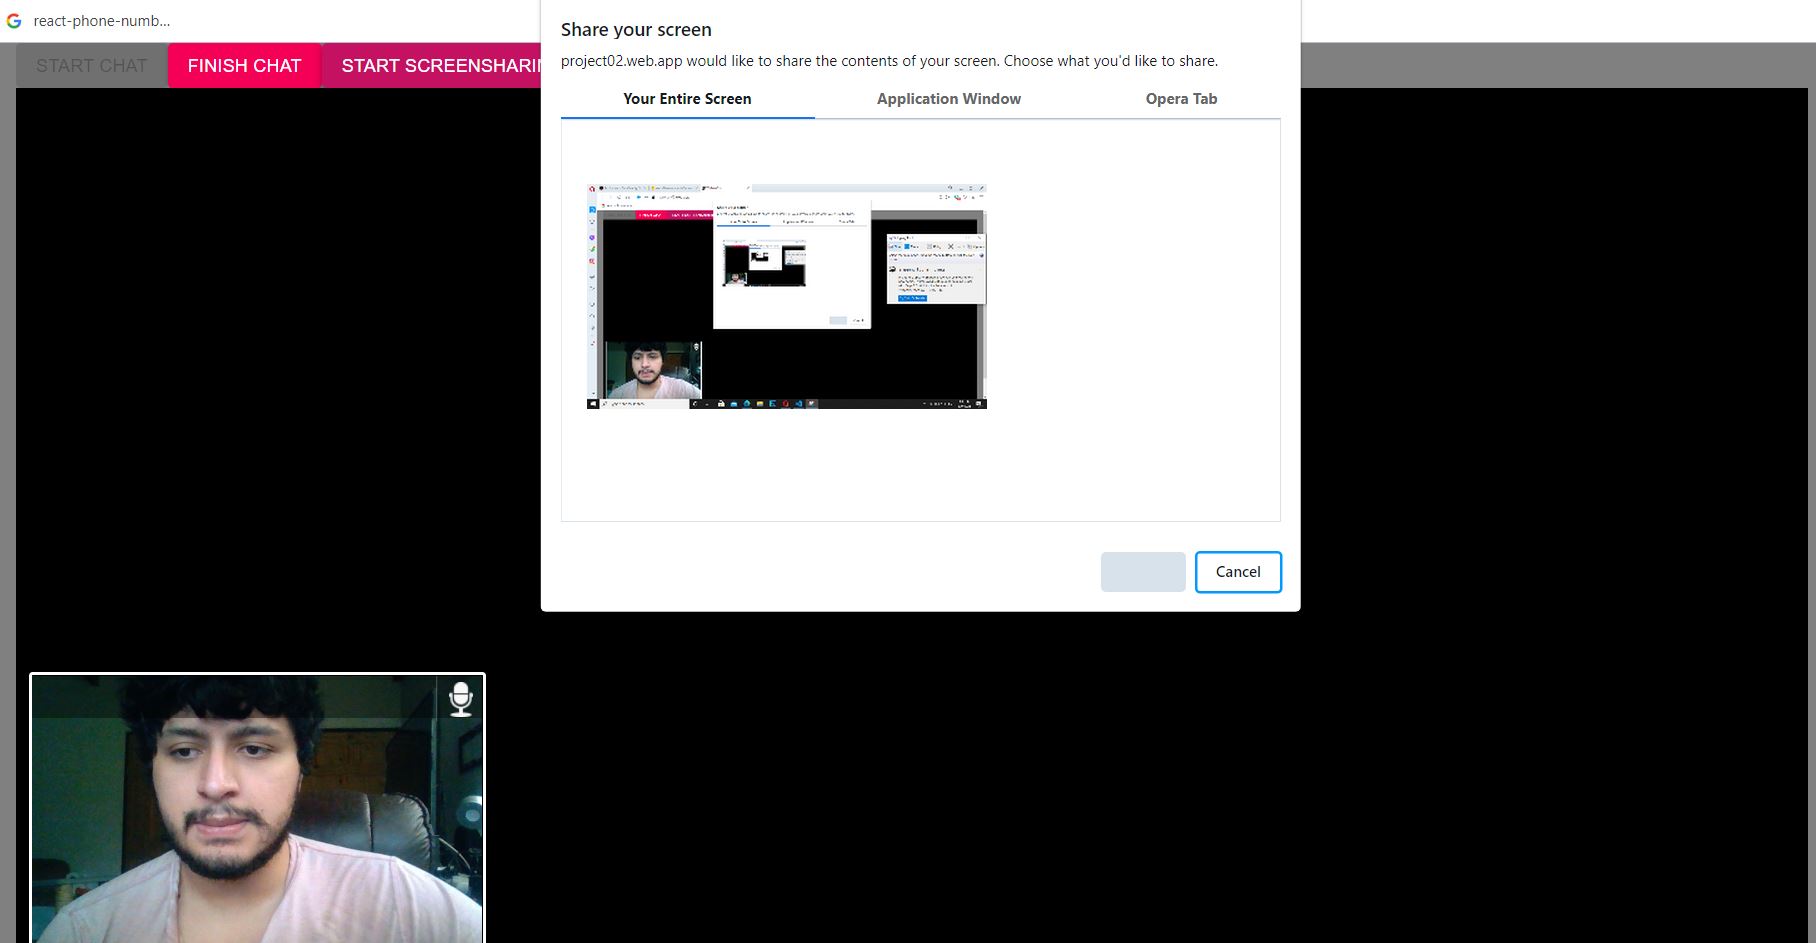 react-phone-numb...
START CHAT
FINISH CHAT
START SCREENSHARIN
Share your screen
project02.web.app would like to share the contents of your screen. Choose what you'd like to share.
Your Entire Screen
Application Window
Opera Tab
Cancel